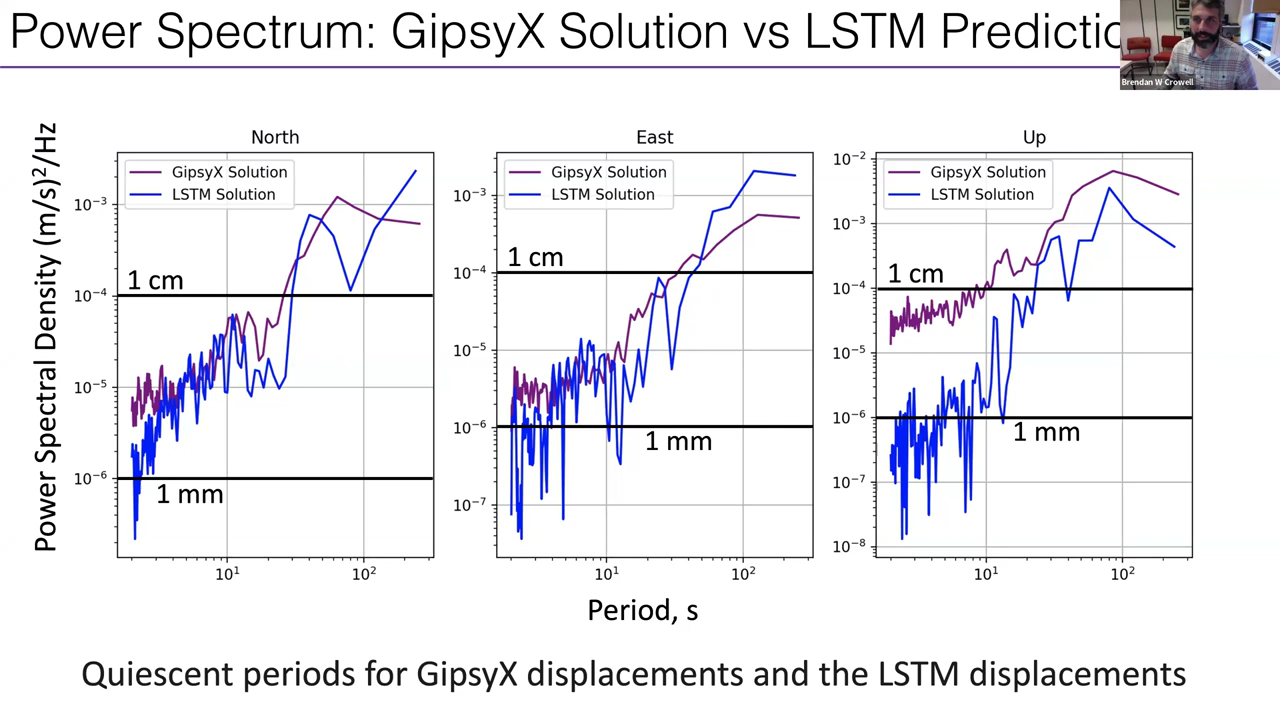 Power Spectrum: GipsyX Solution vs LSTM Predictio
Brendan W Crowell
Power Spectral Density (m/s)²/Hz
North
GipsyX Solution
LSTM Solution
1 cm
1 mm
10⁻³
10⁻⁴
10⁻⁵
10⁻⁶
10¹ 10²
East
GipsyX Solution
LSTM Solution
1 cm
1 mm
10⁻³
10⁻⁴
10⁻⁵
10⁻⁶
10⁻⁷
10¹ 10²
Up
GipsyX Solution
LSTM Solution
1 cm
1 mm
10⁻²
10⁻³
10⁻⁴
10⁻⁵
10⁻⁶
10⁻⁷
10⁻⁸
10¹ 10²
Period, s
Quiescent periods for GipsyX displacements and the LSTM displacements